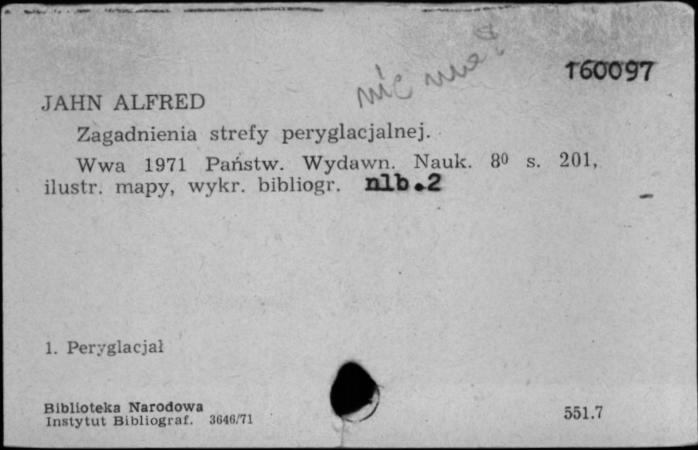 160097
JAHN ALFRED
Zagadnienia strefy peryglacjalnej.
Wwa 1971 Państw. Wydawn. Nauk. 8⁰ s. 201,
ilustr. mapy, wykr. bibliogr. nlb.2
1. Peryglacjał
Biblioteka Narodowa
Instytut Bibliograf. 3646/71
551.7